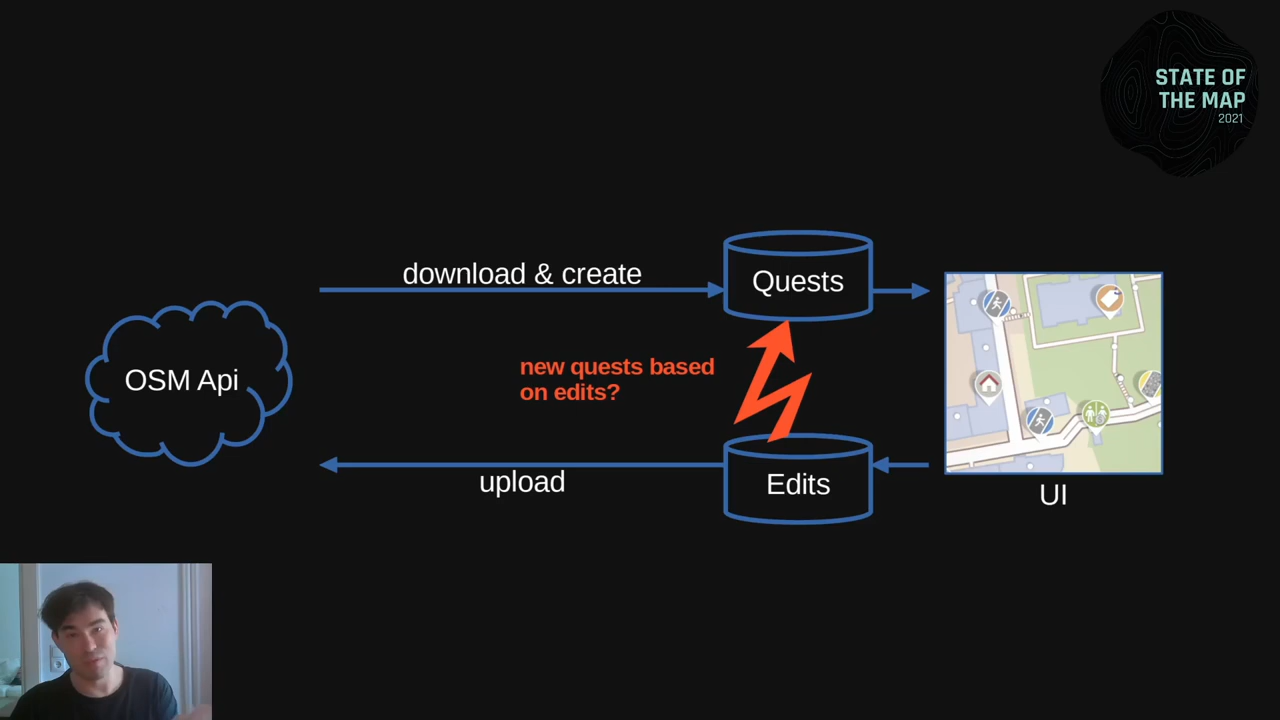 STATE OF
THE MAP
2021
download & create
Quests
OSM Api
new quests based
on edits?
upload
Edits
UI